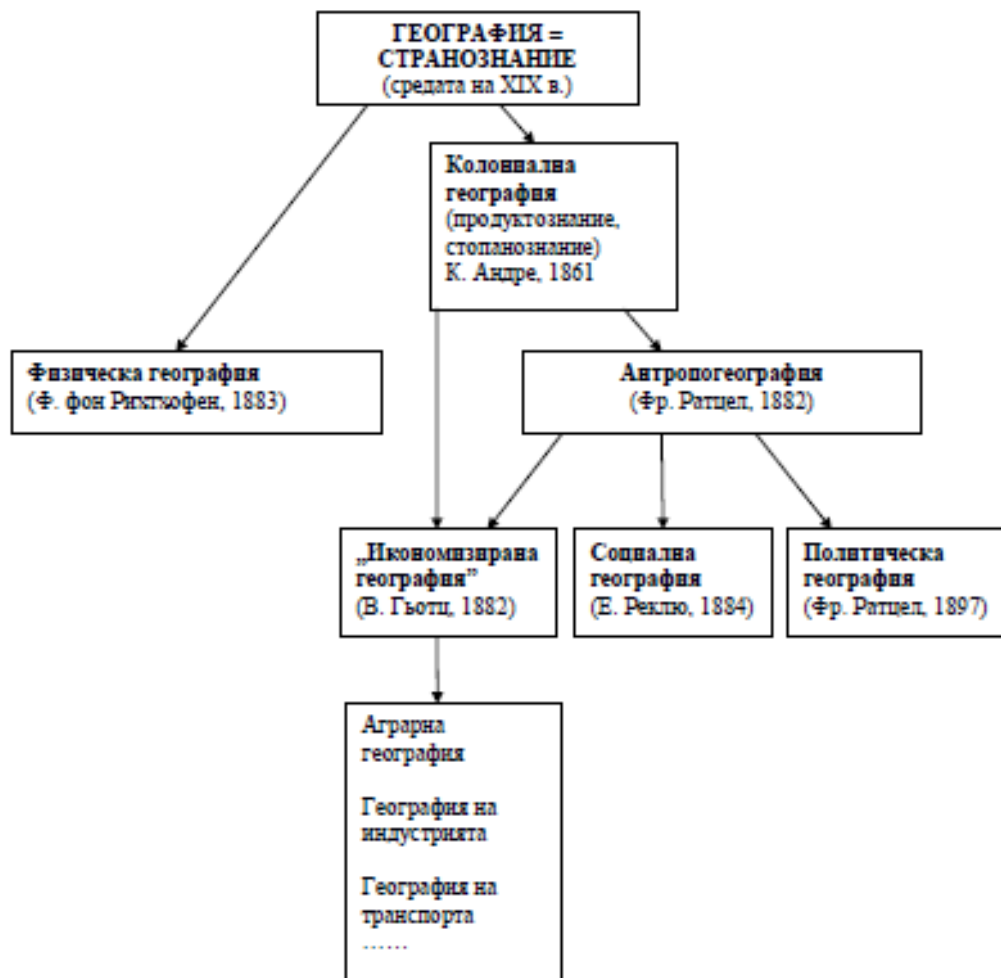 ГЕОГРАФИЯ =
СТРАНОЗНАНИЕ
(средата на XIX в.)
Колониална
география
(продуктознание,
стопанознание)
К. Андре, 1861
Физическа география
(Ф. фон Рихтхофен, 1883)
Антропогеография
(Фр. Ратцел, 1882)
„Икономизирана
география”
(В. Гьотц, 1882)
Социална
география
(Е. Реклю, 1884)
Политическа
география
(Фр. Ратцел, 1897)
Аграрна
география
География на
индустрията
География на
транспорта
……